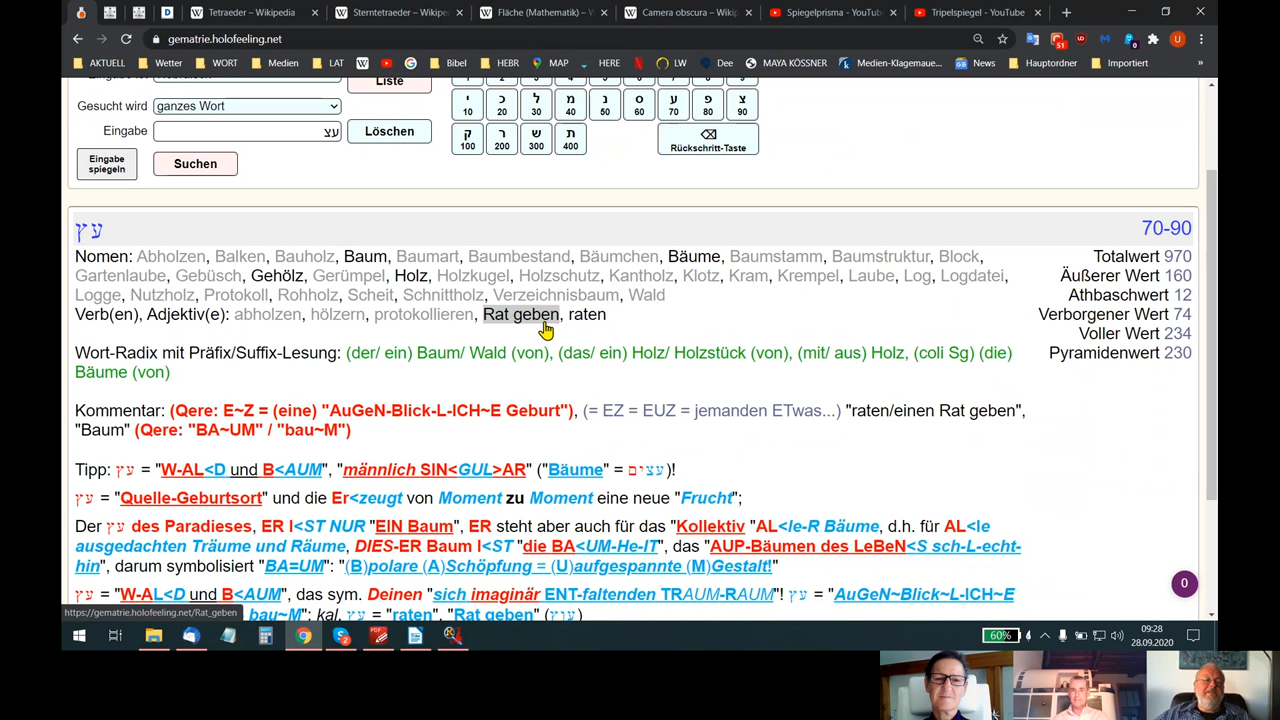 Tetraeder – Wikipedia
Sterntetraeder – Wikipe
Fläche (Mathematik) – W
Camera obscura – Wikipe
Spiegelprisma - YouTube
Tripelspiegel - YouTube
gematrie.holofeeling.net
AKTUELL Wetter WORT Medien LAT Bibel HEBR MAP HERE LW Dee MAYA KÖSSNER Medien-Klagemaue... News Hauptordner Importiert »
Liste
Gesucht wird ganzes Wort
Eingabe עצ Löschen
Eingabe spiegeln Suchen
י כ ל מ נ ס ע פ צ
10 20 30 40 50 60 70 80 90
ק ר ש ת
100 200 300 400 Rückschritt-Taste
עץ 70-90
Nomen: Abholzen, Balken, Bauholz, Baum, Baumart, Baumbestand, Bäumchen, Bäume, Baumstamm, Baumstruktur, Block, Totalwert 970
Gartenlaube, Gebüsch, Gehölz, Gerümpel, Holz, Holzkugel, Holzschutz, Kantholz, Klotz, Kram, Krempel, Laube, Log, Logdatei, Äußerer Wert 160
Logge, Nutzholz, Protokoll, Rohholz, Scheit, Schnittholz, Verzeichnisbaum, Wald Athbaschwert 12
Verb(en), Adjektiv(e): abholzen, hölzern, protokollieren, Rat geben, raten Verborgener Wert 74
Voller Wert 234
Wort-Radix mit Präfix/Suffix-Lesung: (der/ ein) Baum/ Wald (von), (das/ ein) Holz/ Holzstück (von), (mit/ aus) Holz, (coli Sg) (die) Pyramidenwert 230
Bäume (von)
Kommentar: (Qere: E~Z = (eine) "AuGeN-Blick-L-ICH~E Geburt"), (= EZ = EUZ = jemanden ETwas...) "raten/einen Rat geben",
"Baum" (Qere: "BA~UM" / "bau~M")
Tipp: עץ = "W-AL<D und B<AUM", "männlich SIN<GUL>AR" ("Bäume" = עצים)!
עץ = "Quelle-Geburtsort" und die Er<zeugt von Moment zu Moment eine neue "Frucht";
Der עץ des Paradieses, ER I<ST NUR "EIN Baum", ER steht aber auch für das "Kollektiv "AL<le-R Bäume, d.h. für AL<le
ausgedachten Träume und Räume, DIES-ER Baum I<ST "die BA<UM-He-IT", das "AUP-Bäumen des LeBeN<S sch-L-echt-
hin", darum symbolisiert "BA=UM": "(B)polare (A)Schöpfung = (U)aufgespannte (M)Gestalt!"
עץ = "W-AL<D und B<AUM", das sym. Deinen "sich imaginär ENT-faltenden TRAUM-RAUM"! עץ = "AuGeN~Blick~L-ICH~E
bau~M"; kal. עץ = "raten", "Rat geben" (עוץ)
https://gematrie.holofeeling.net/Rat_geben
0
60%
09:28
28.09.2020